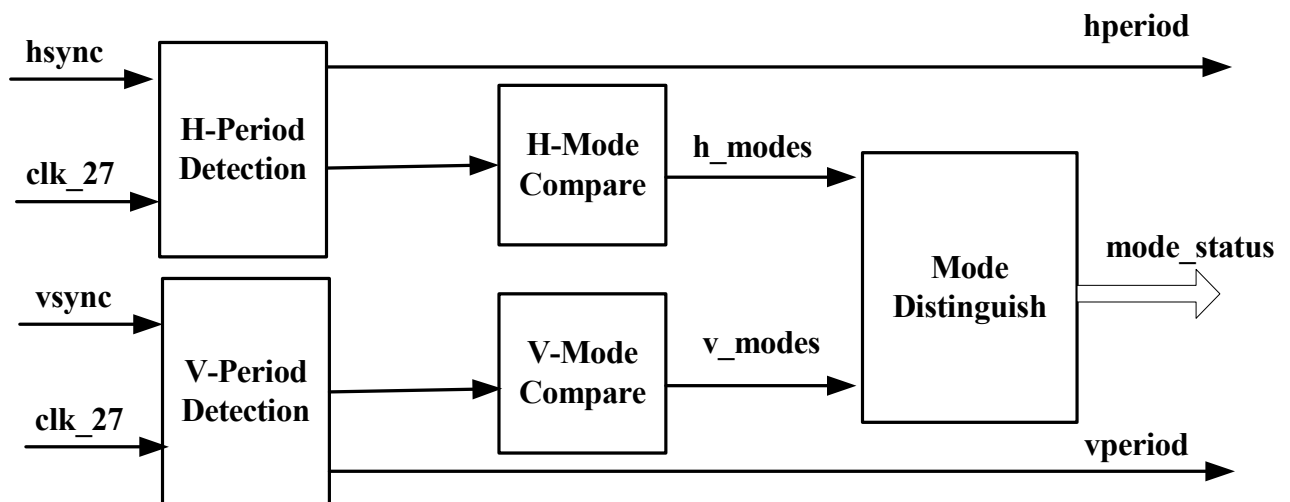 hperiod
hsync
H-Period
Detection
H-Mode
Compare
h_modes
clk_27
Mode
Distinguish
mode_status
vsync
V-Period
Detection
V-Mode
Compare
v_modes
clk_27
vperiod